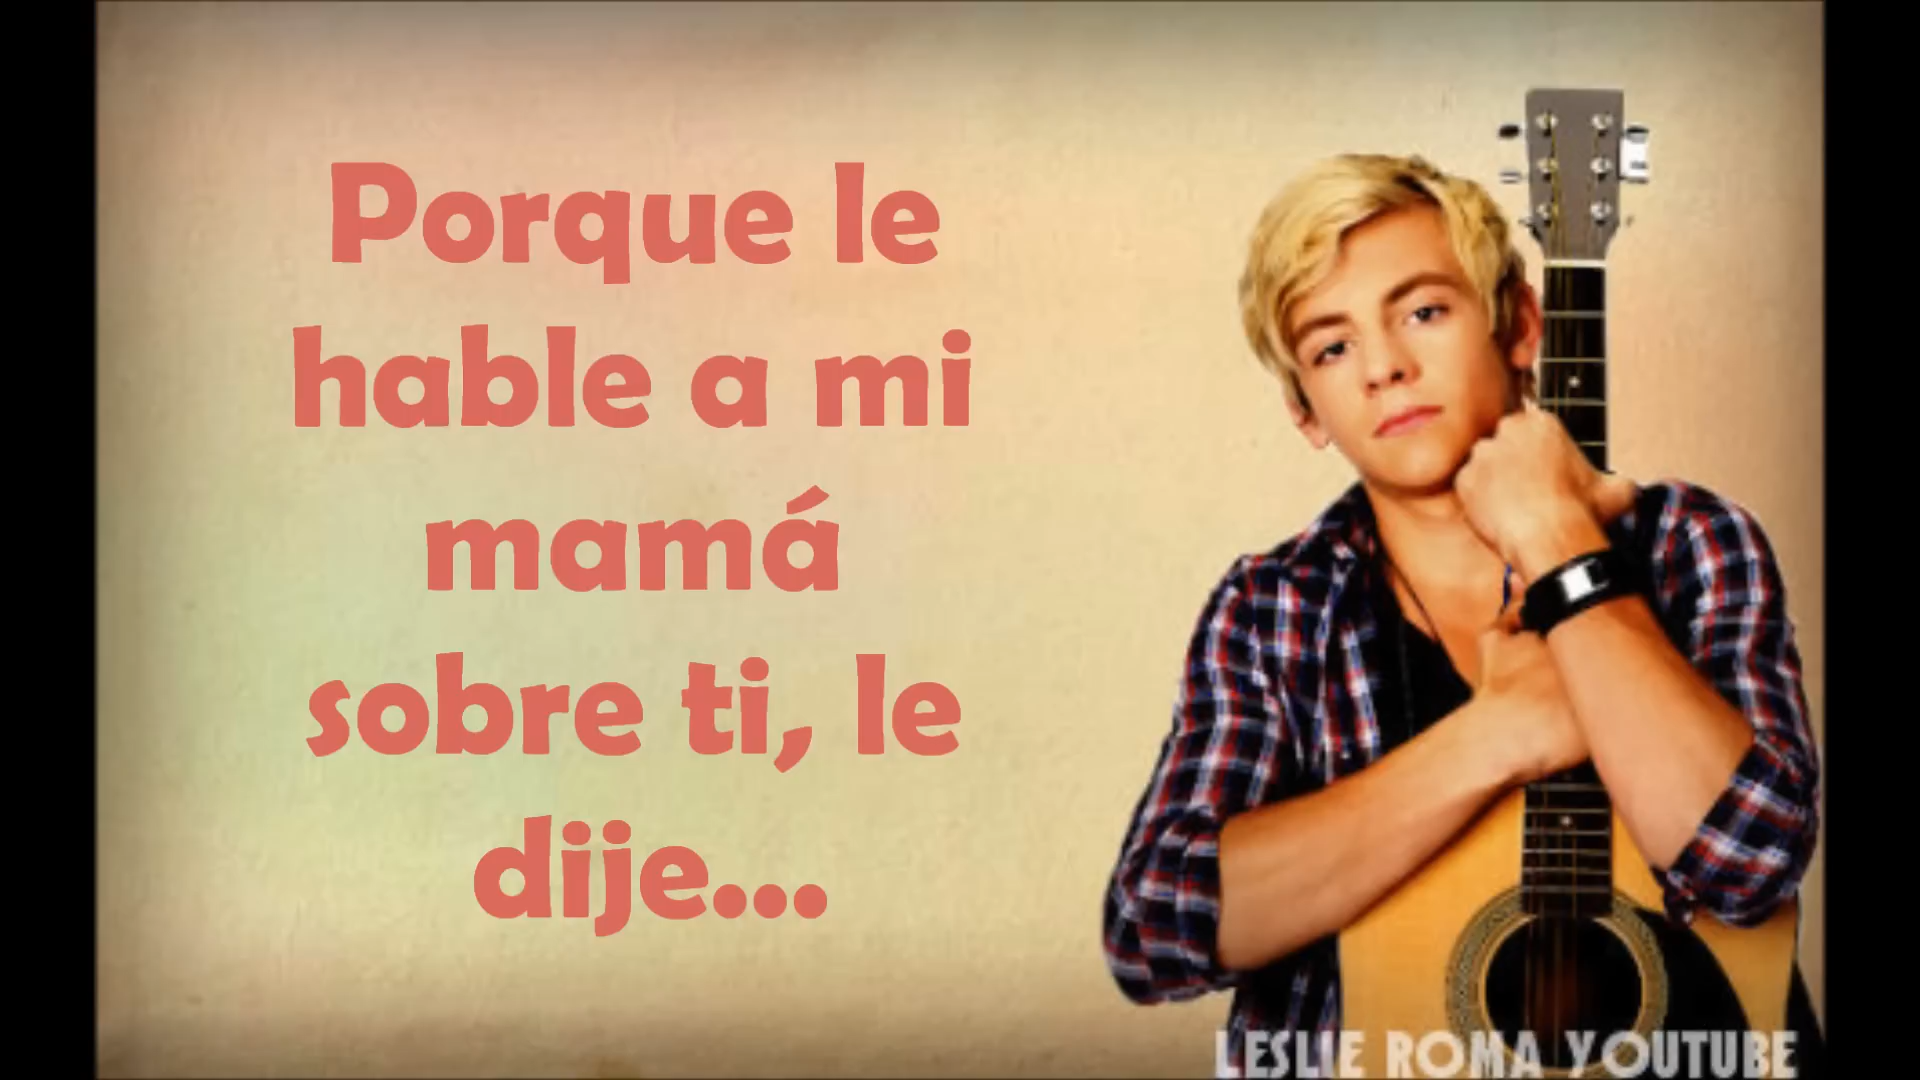 Porque le
hable a mi
mamá
sobre ti, le
dije...
LESLIE ROMA YOUTUBE